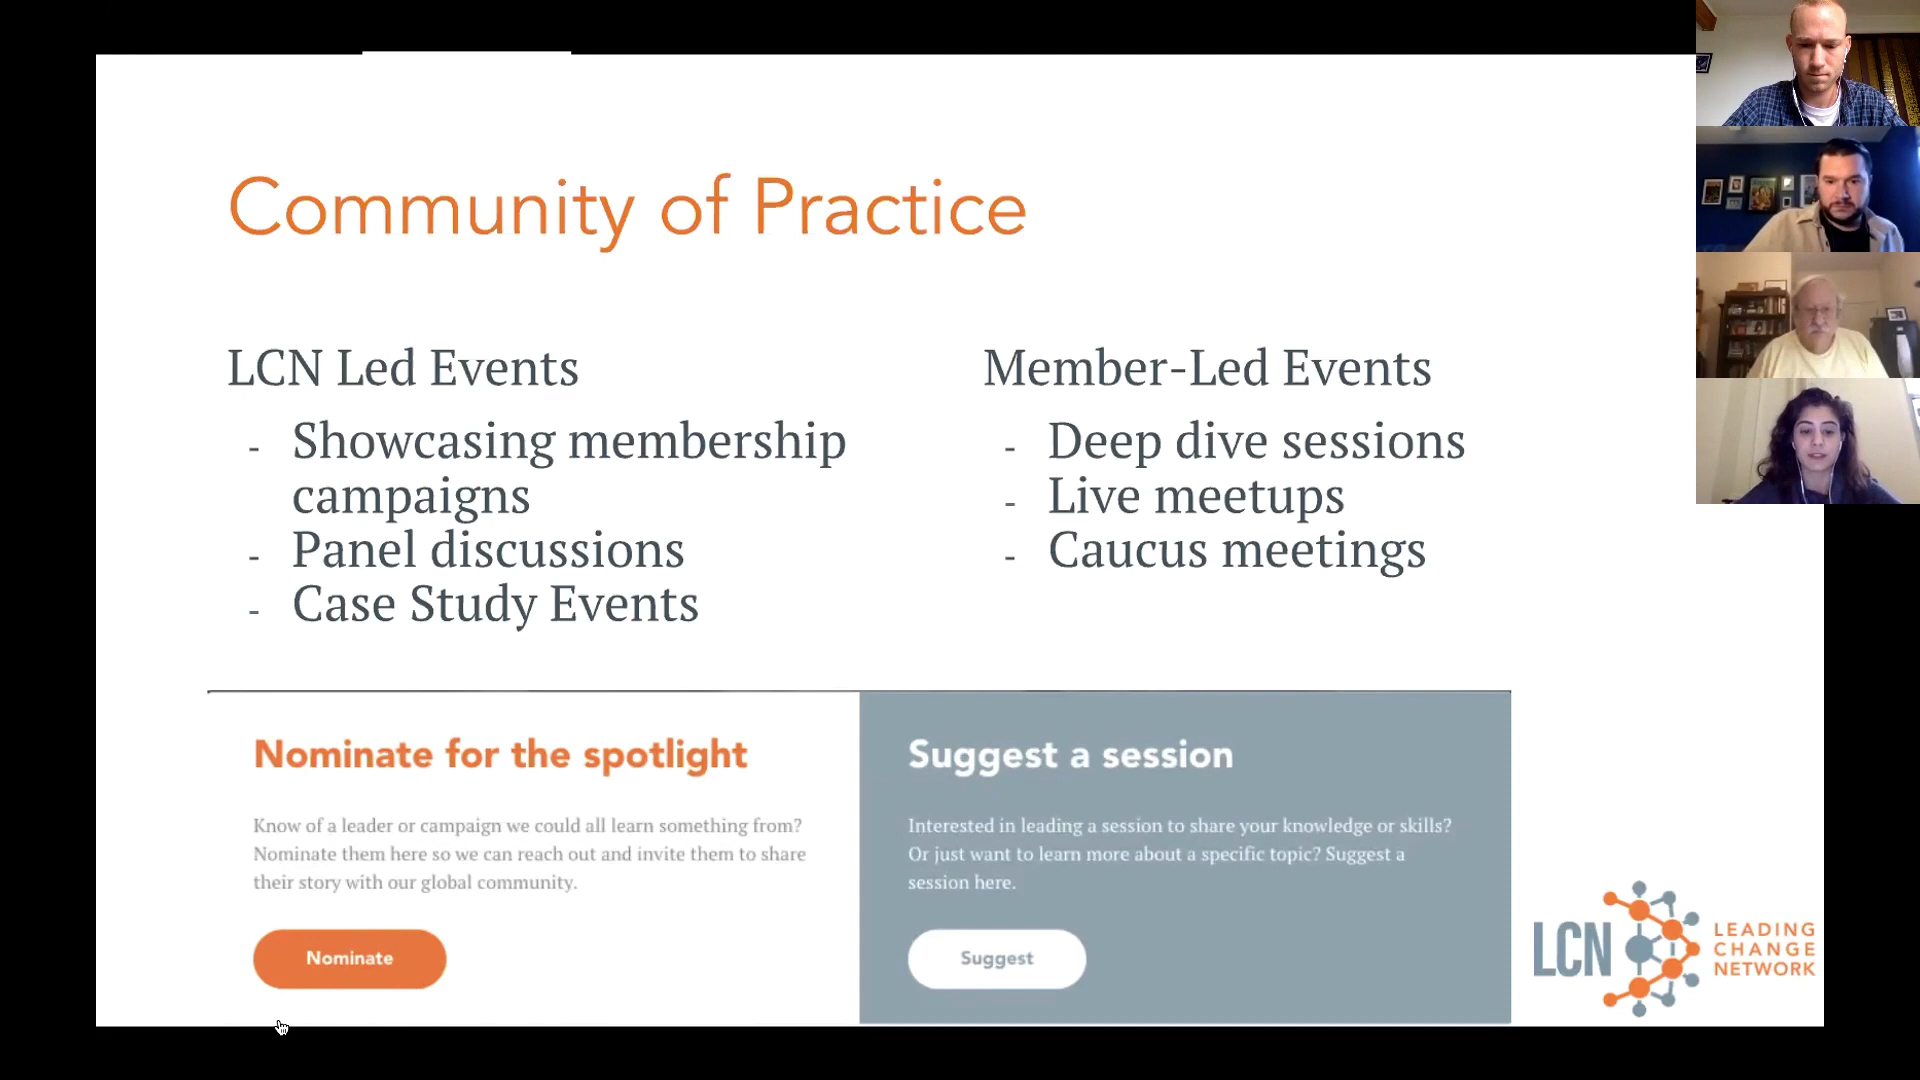 Community of Practice
LCN Led Events
- Showcasing membership
campaigns
- Panel discussions
- Case Study Events
Member-Led Events
- Deep dive sessions
- Live meetups
- Caucus meetings
Nominate for the spotlight
Know of a leader or campaign we could all learn something from?
Nominate them here so we can reach out and invite them to share
their story with our global community.
Nominate
Suggest a session
Interested in leading a session to share your knowledge or skills?
Or just want to learn more about a specific topic? Suggest a
session here.
Suggest
LCN
LEADING
CHANGE
NETWORK